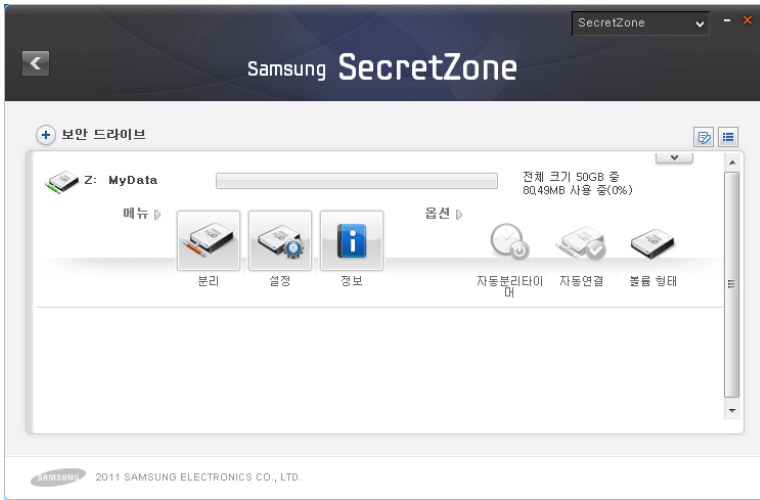 SecretZone
Samsung SecretZone
보안 드라이브
Z: MyData
전체 크기 50GB 중
80,49MB 사용 중(0%)
메뉴
옵션
분리
설정
정보
자동분리타이
머
자동연결
볼륨 형태
SAMSUNG
2011 SAMSUNG ELECTRONICS CO., LTD.